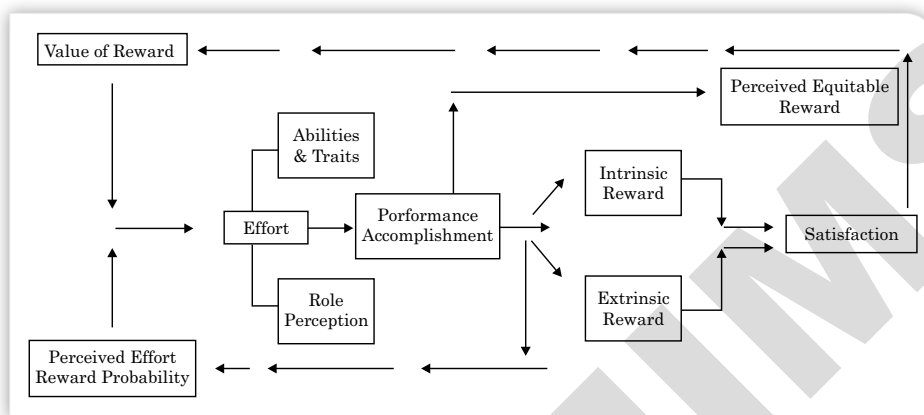 Value of Reward
Perceived Equitable
Reward
Abilities
& Traits
Intrinsic
Reward
Effort
Porformance
Accomplishment
Satisfaction
Role
Perception
Extrinsic
Reward
Perceived Effort
Reward Probability